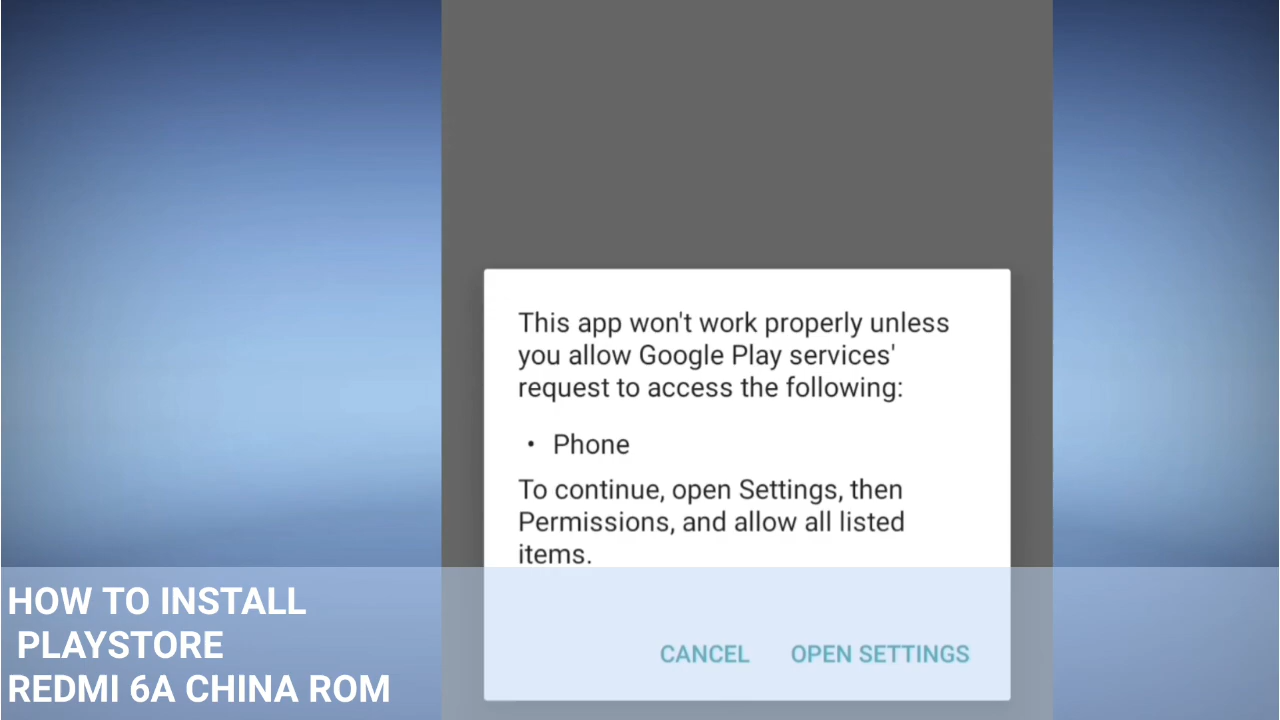 This app won't work properly unless
you allow Google Play services'
request to access the following:
• Phone
To continue, open Settings, then
Permissions, and allow all listed
items.
CANCEL OPEN SETTINGS
HOW TO INSTALL
PLAYSTORE
REDMI 6A CHINA ROM